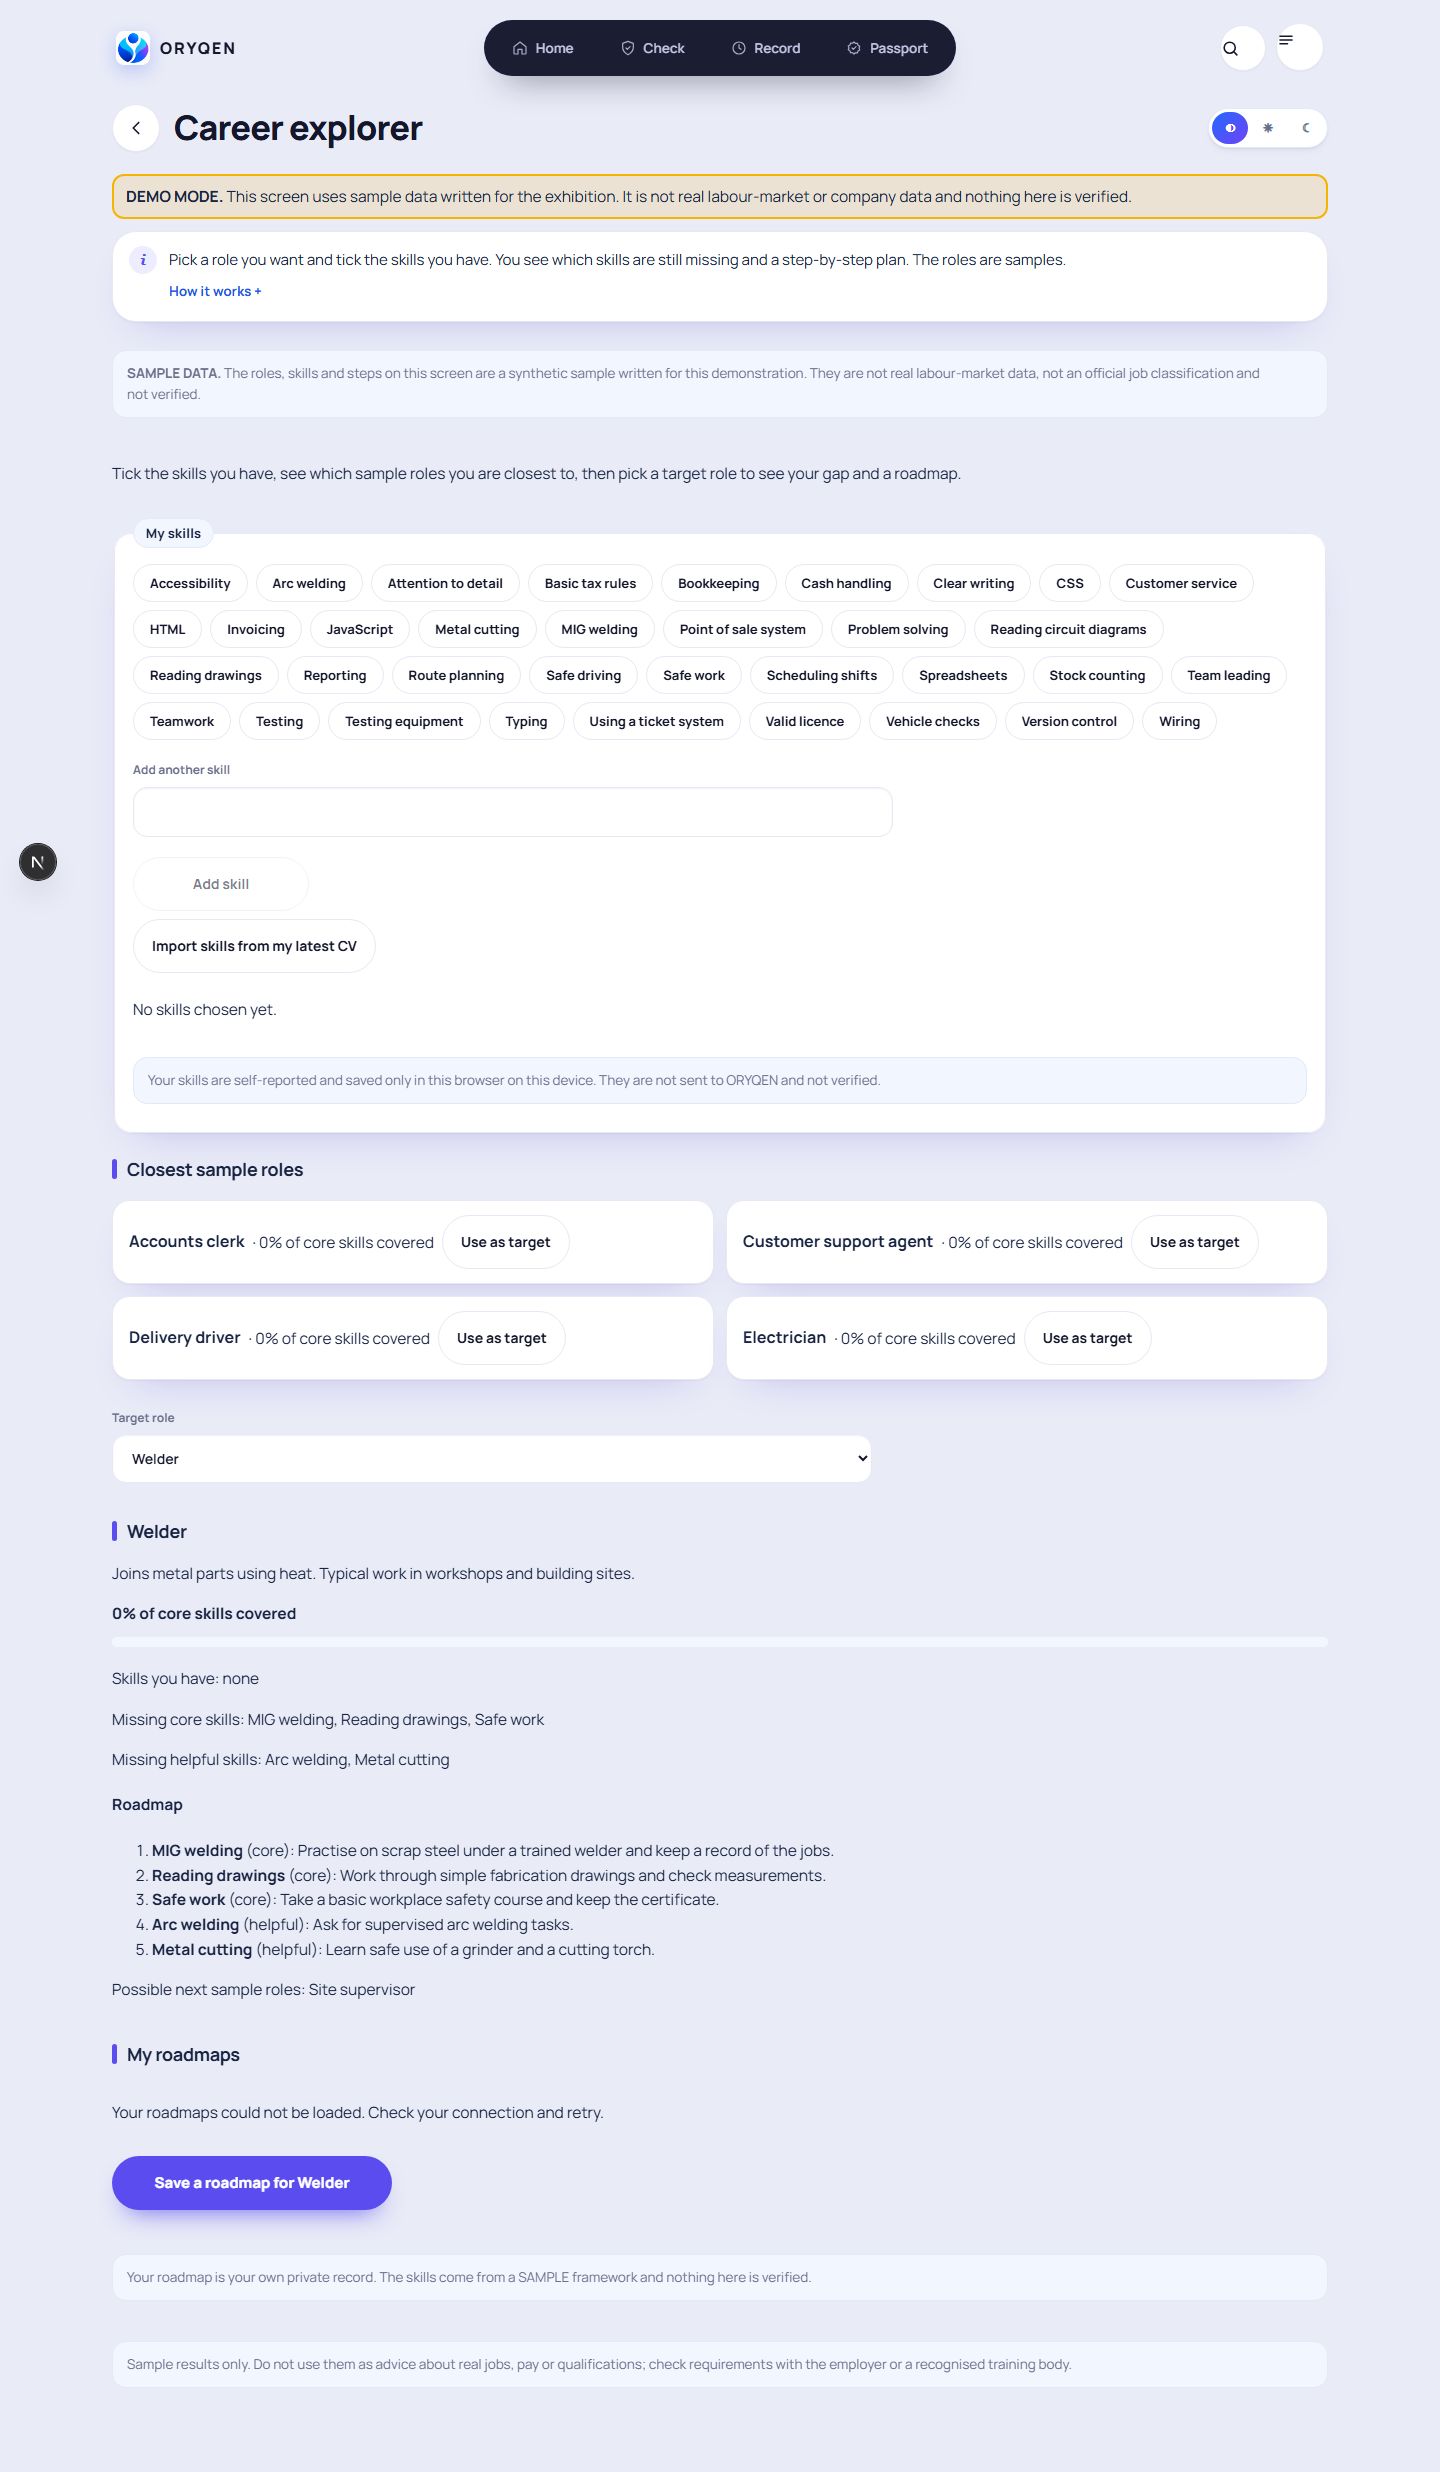 ORYQEN
Home
Check
Record
Passport
Career explorer
DEMO MODE. This screen uses sample data written for the exhibition. It is not real labour-market or company data and nothing here is verified.
i
Pick a role you want and tick the skills you have. You see which skills are still missing and a step-by-step plan. The roles are samples.
How it works +
SAMPLE DATA. The roles, skills and steps on this screen are a synthetic sample written for this demonstration. They are not real labour-market data, not an official job classification and
not verified.
Tick the skills you have, see which sample roles you are closest to, then pick a target role to see your gap and a roadmap.
My skills
Accessibility Arc welding Attention to detail Basic tax rules Bookkeeping Cash handling Clear writing CSS Customer service
HTML Invoicing JavaScript Metal cutting MIG welding Point of sale system Problem solving Reading circuit diagrams
Reading drawings Reporting Route planning Safe driving Safe work Scheduling shifts Spreadsheets Stock counting Team leading
Teamwork Testing Testing equipment Typing Using a ticket system Valid licence Vehicle checks Version control Wiring
Add another skill
N
Add skill
Import skills from my latest CV
No skills chosen yet.
Your skills are self-reported and saved only in this browser on this device. They are not sent to ORYQEN and not verified.
Closest sample roles
Accounts clerk · 0% of core skills covered Use as target
Customer support agent · 0% of core skills covered Use as target
Delivery driver · 0% of core skills covered Use as target
Electrician · 0% of core skills covered Use as target
Target role
Welder
Welder
Joins metal parts using heat. Typical work in workshops and building sites.
0% of core skills covered
Skills you have: none
Missing core skills: MIG welding, Reading drawings, Safe work
Missing helpful skills: Arc welding, Metal cutting
Roadmap
1. MIG welding (core): Practise on scrap steel under a trained welder and keep a record of the jobs.
2. Reading drawings (core): Work through simple fabrication drawings and check measurements.
3. Safe work (core): Take a basic workplace safety course and keep the certificate.
4. Arc welding (helpful): Ask for supervised arc welding tasks.
5. Metal cutting (helpful): Learn safe use of a grinder and a cutting torch.
Possible next sample roles: Site supervisor
My roadmaps
Your roadmaps could not be loaded. Check your connection and retry.
Save a roadmap for Welder
Your roadmap is your own private record. The skills come from a SAMPLE framework and nothing here is verified.
Sample results only. Do not use them as advice about real jobs, pay or qualifications; check requirements with the employer or a recognised training body.